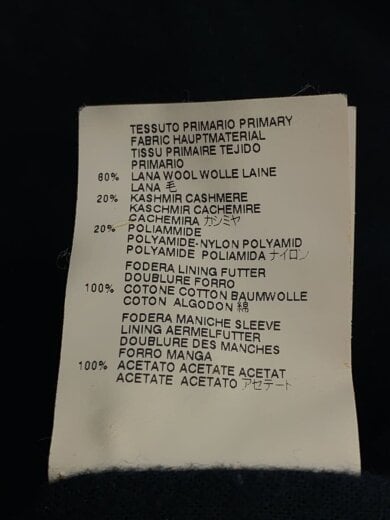 TESSUTO PRIMARIO PRIMARY
FABRIC HAUPTMATERIAL
TISSU PRIMAIRE TEJIDO
PRIMARIO
60% LANA WOOL WOLLE LAINE
LANA 毛
20% KASHMIR CASHMERE
KASCHMIR CACHEMIRE
CACHEMIRA カシミヤ
20% POLIAMMIDE
POLYAMIDE-NYLON POLYAMID
POLYAMIDE POLIAMIDA ナイロン
FODERA LINING FUTTER
DOUBLURE FORRO
100% COTONE COTTON BAUMWOLLE
COTON ALGODON 綿
FODERA MANICHE SLEEVE
LINING AERMELFUTTER
DOUBLURE DES MANCHES
FORRO MANGA
100% ACETATO ACETATE ACETAT
ACETATE ACETATO アセテート